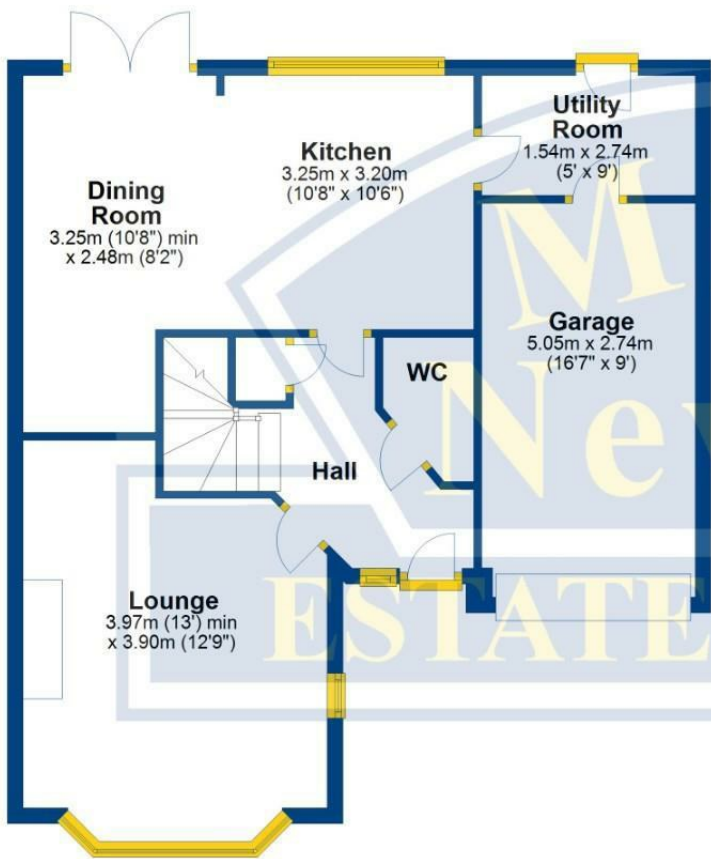 Utility
Room
1.54m x 2.74m
(5' x 9')
Kitchen
3.25m x 3.20m
(10'8" x 10'6")
Dining
Room
3.25m (10'8") min
x 2.48m (8'2")
Garage
5.05m x 2.74m
(16'7" x 9')
WC
Hall
Lounge
3.97m (13') min
x 3.90m (12'9")
M
New
ESTATE